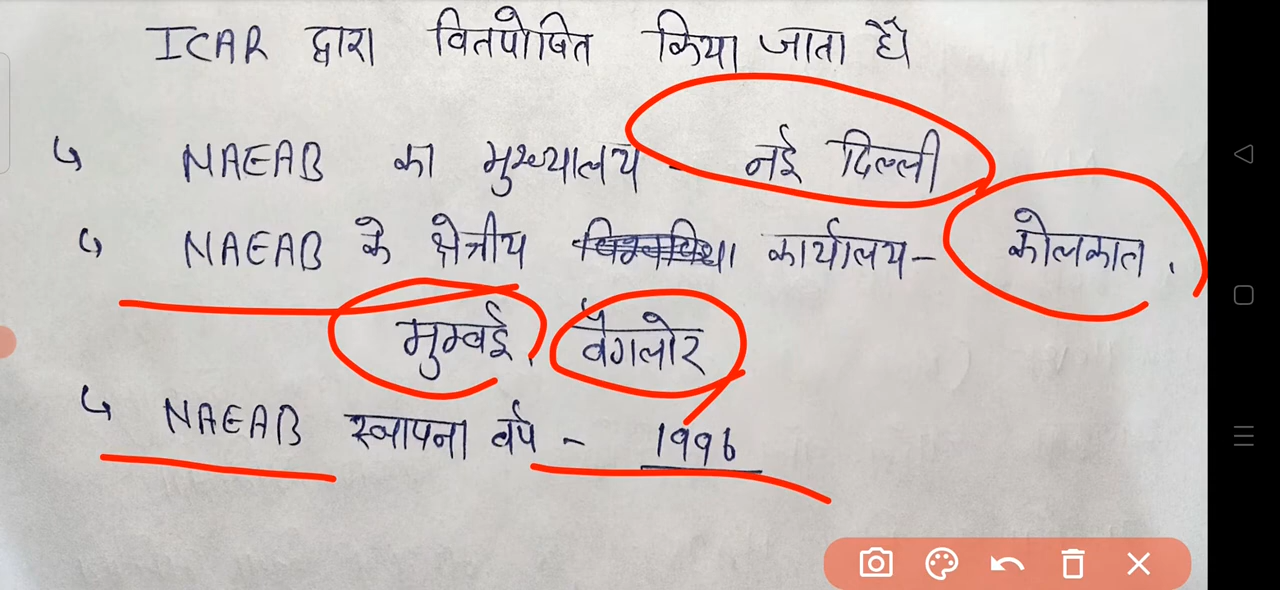 ICAR द्वारा वितपोषित किया जाता है
NAEAB का मुख्यालय - नई दिल्ली
NAEAB के क्षेत्रीय कार्यालय - कोलकात,
मुम्बई, वैंगलोर
NAEAB स्थापना वर्ष - 1996